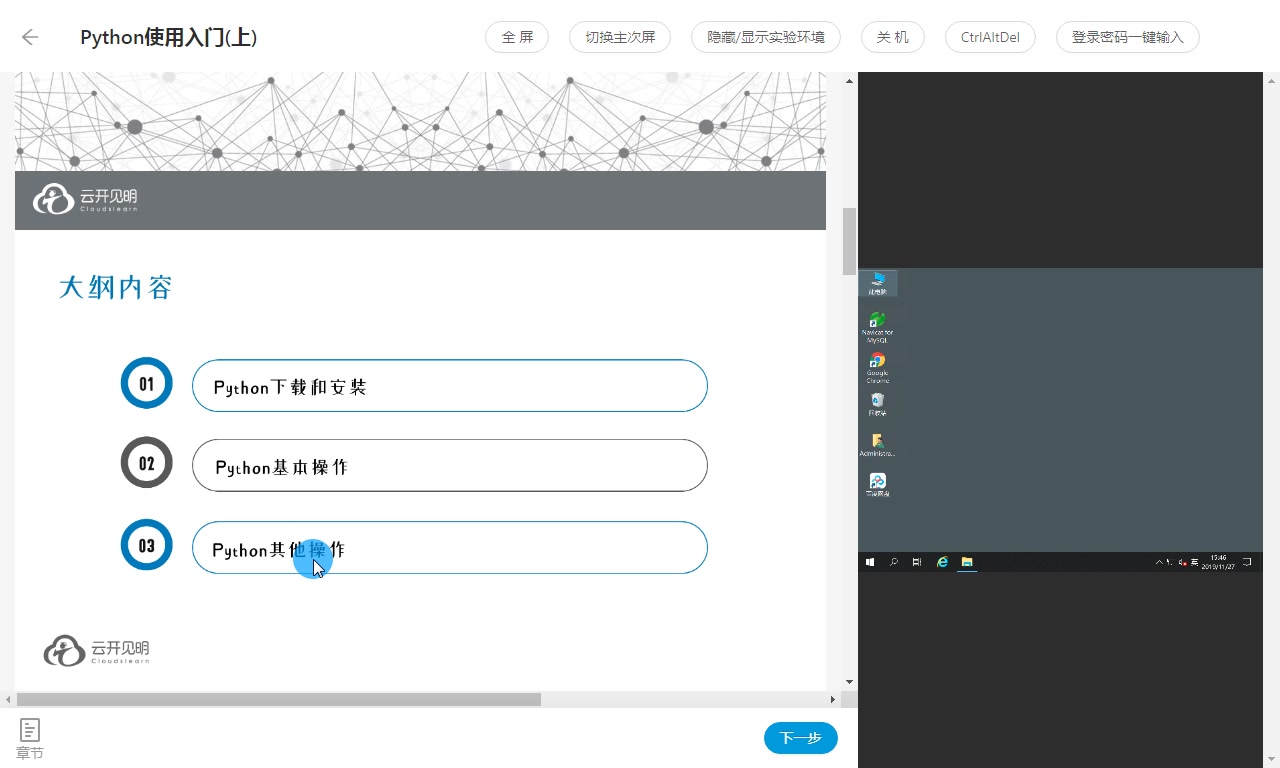 Python使用入门(上)
全 屏
切换主次屏
隐藏/显示实验环境
关 机
CtrlAltDel
登录密码一键输入
云开见明
Cloudslearn
大纲内容
01
Python下载和安装
02
Python基本操作
03
Python其他操作
云开见明
Cloudslearn
章节
下一步
此电脑
Navicat for
MySQL
Google
Chrome
回收站
Administra...
百度网盘
英
15:46
2019/11/27